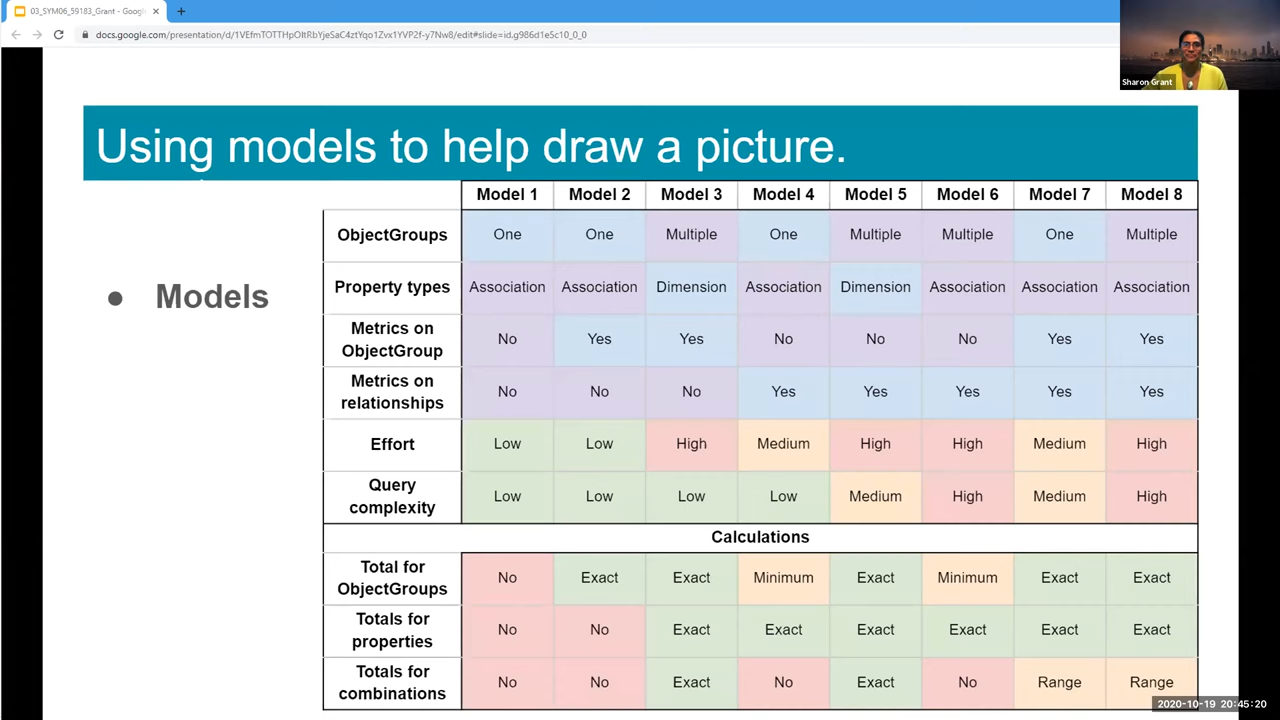 03_SYM06_59183_Grant - Googl
docs.google.com/presentation/d/1VEfmTOTTHpOItRbYjeSaC4ztYqo1Zvx1YVP2f-y7Nw8/edit#slide=id.g986d1e5c10_0_0
Sharon Grant
Using models to help draw a picture.
Model 1 Model 2 Model 3 Model 4 Model 5 Model 6 Model 7 Model 8
ObjectGroups One One Multiple One Multiple Multiple One Multiple
● Models
Property types Association Association Dimension Association Dimension Association Association Association
Metrics on
ObjectGroup No Yes Yes No No No Yes Yes
Metrics on
relationships No No No Yes Yes Yes Yes Yes
Effort Low Low High Medium High High Medium High
Query
complexity Low Low Low Low Medium High Medium High
Calculations
Total for
ObjectGroups No Exact Exact Minimum Exact Minimum Exact Exact
Totals for
properties No No Exact Exact Exact Exact Exact Exact
Totals for
combinations No No Exact No Exact No Range Range
2020-10-19 20:45:20